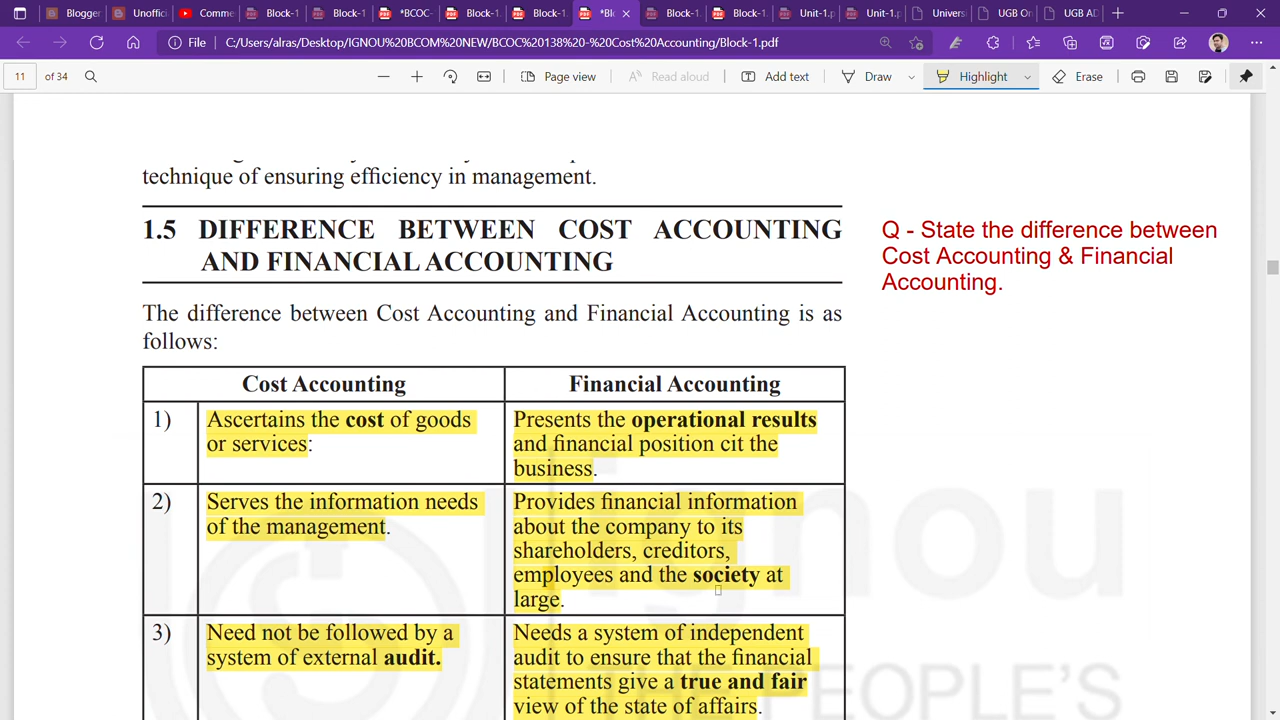 Blogger
Unoffici
Comme
Block-1
Block-1
*BCOC-
Block-1.
Block-1.
*Blo
Block-1.
Block-1.
Unit-1.p
Unit-1.p
Universi
UGB On
UGB AD
File
C:/Users/alras/Desktop/IGNOU%20BCOM%20NEW/BCOC%20138%20-%20Cost%20Accounting/Block-1.pdf
11 of 34
Page view
Read aloud
Add text
Draw
Highlight
Erase
technique of ensuring efficiency in management.
1.5 DIFFERENCE BETWEEN COST ACCOUNTING
AND FINANCIAL ACCOUNTING
Q - State the difference between
Cost Accounting & Financial
Accounting.
The difference between Cost Accounting and Financial Accounting is as
follows:
Cost Accounting
Financial Accounting
1)
Ascertains the cost of goods
or services:
Presents the operational results
and financial position cit the
business.
2)
Serves the information needs
of the management.
Provides financial information
about the company to its
shareholders, creditors,
employees and the society at
large.
3)
Need not be followed by a
system of external audit.
Needs a system of independent
audit to ensure that the financial
statements give a true and fair
view of the state of affairs.
ignou
THE PEOPLE'S